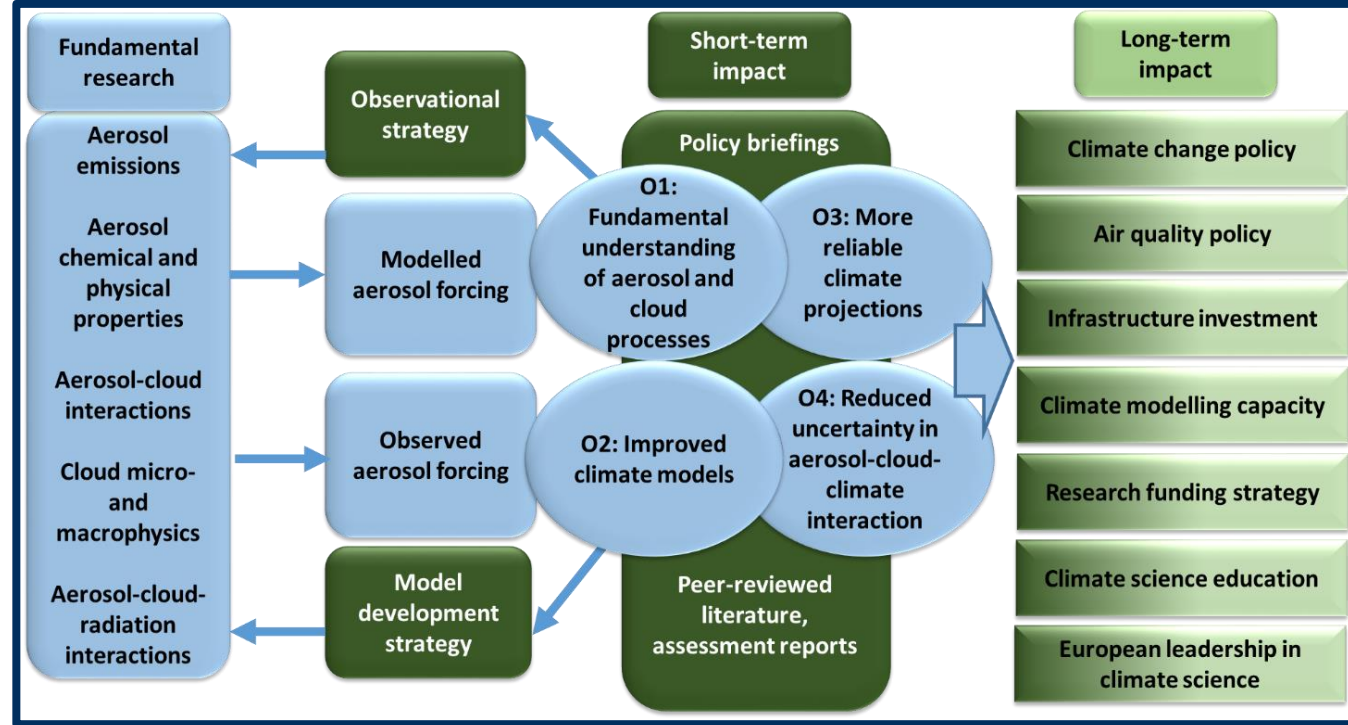 Fundamental
research
Aerosol
emissions
Aerosol
chemical and
physical
properties
Aerosol-cloud
interactions
Cloud micro-
and
macrophysics
Aerosol-cloud-
radiation
interactions
Observational
strategy
Modelled
aerosol forcing
Observed
aerosol forcing
Model
development
strategy
Short-term
impact
Policy briefings
O1:
Fundamental
understanding
of aerosol and
cloud
processes
O3: More
reliable
climate
projections
O2: Improved
climate models
O4: Reduced
uncertainty in
aerosol-cloud-
climate
interaction
Peer-reviewed
literature,
assessment reports
Long-term
impact
Climate change policy
Air quality policy
Infrastructure investment
Climate modelling capacity
Research funding strategy
Climate science education
European leadership in
climate science